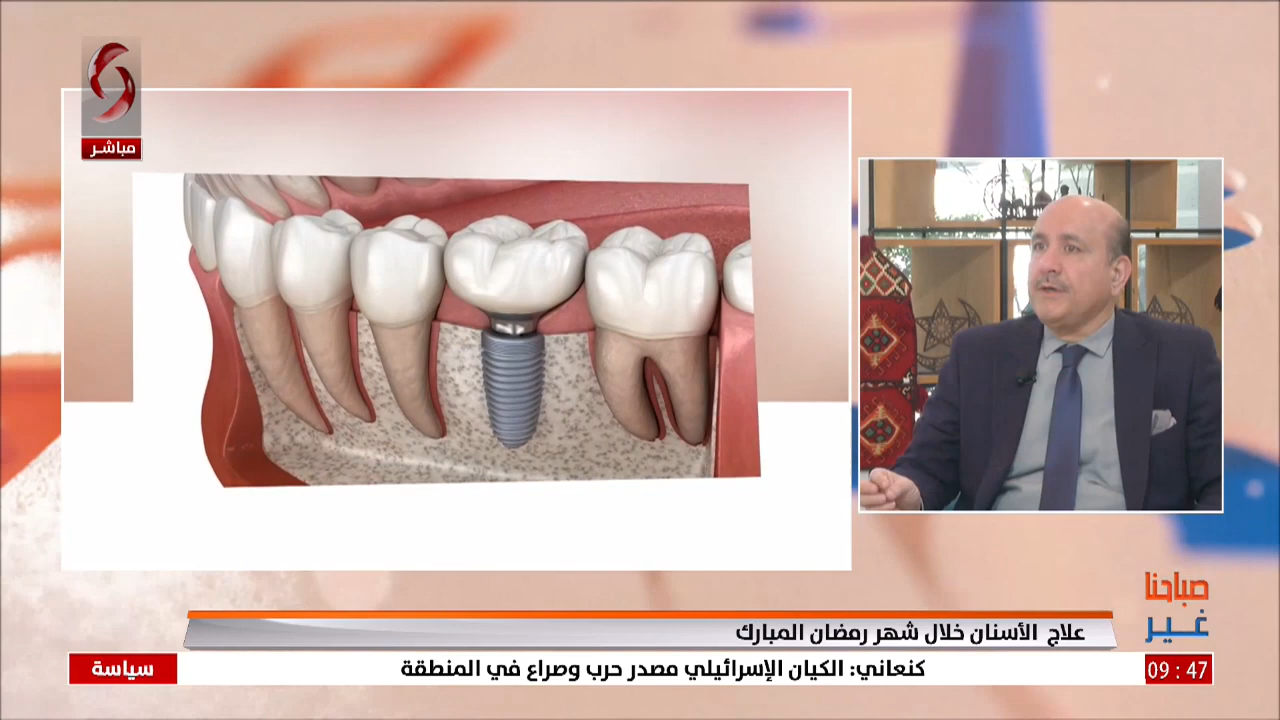 مباشر
صباحنا
غير
علاج الأسنان خلال شهر رمضان المبارك
09 : 47
كنعاني: الكيان الإسرائيلي مصدر حرب وصراع في المنطقة
سياسة